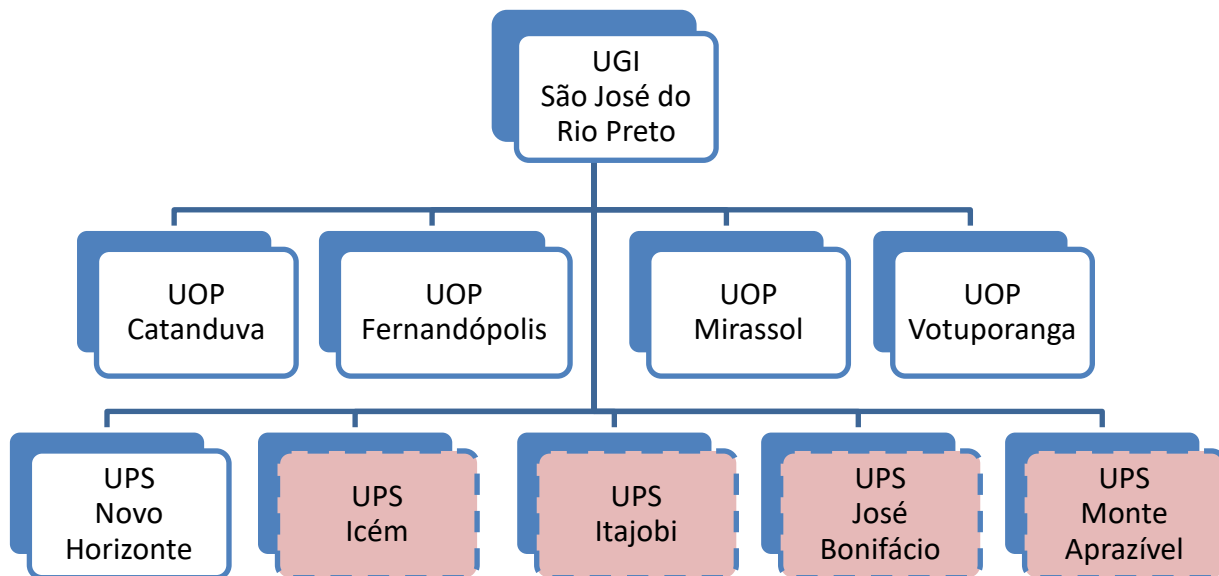 UGI
São José do
Rio Preto
UOP
Catanduva
UOP
Fernandópolis
UOP
Mirassol
UOP
Votuporanga
UPS
Novo
Horizonte
UPS
Icém
UPS
Itajobi
UPS
José
Bonifácio
UPS
Monte
Aprazível